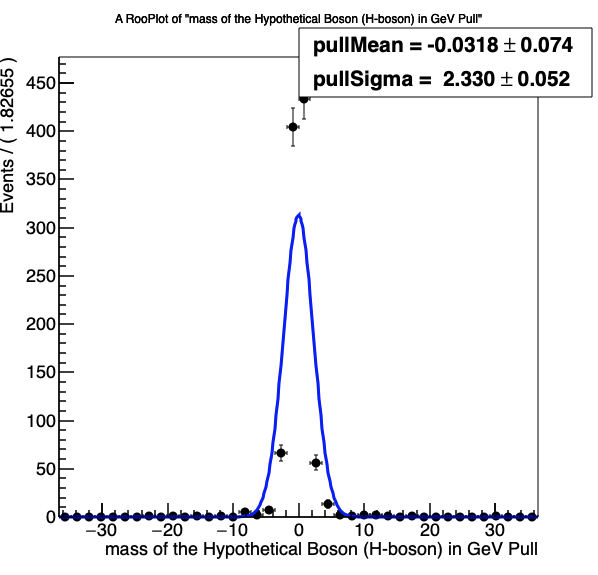 A RooPlot of "mass of the Hypothetical Boson (H-boson) in GeV Pull"
pullMean = -0.0318 ± 0.074
pullSigma = 2.330 ± 0.052
Events / ( 1.82655 )
450
400
350
300
250
200
150
100
50
0
−30 −20 −10 0 10 20 30
mass of the Hypothetical Boson (H-boson) in GeV Pull